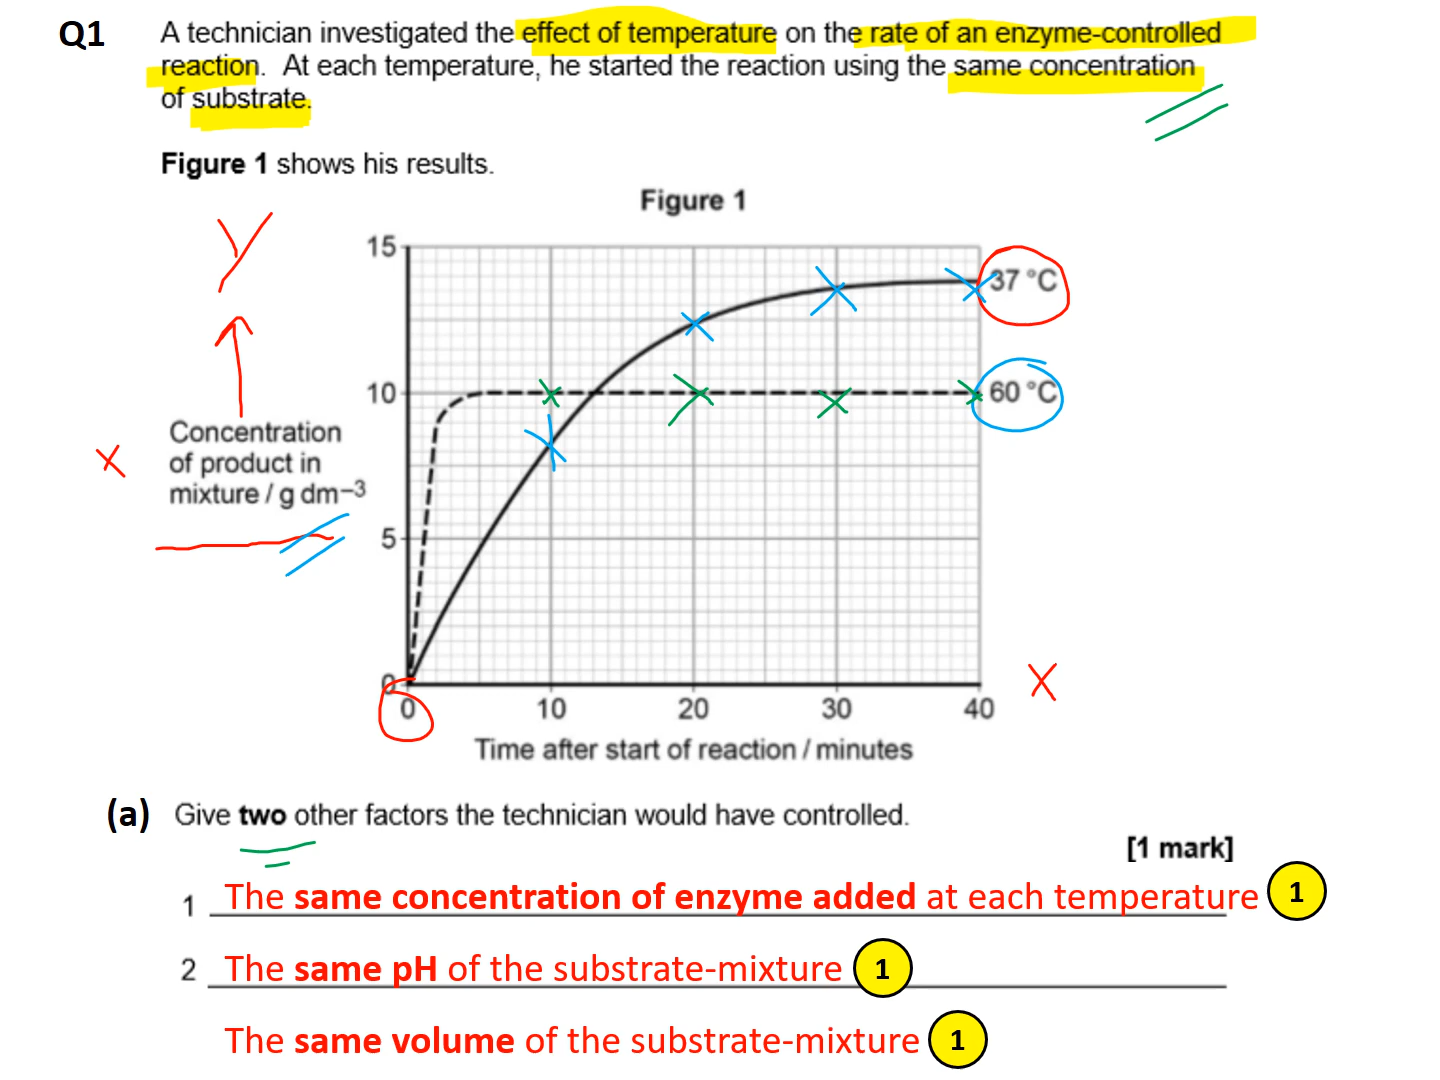 Q1 A technician investigated the effect of temperature on the rate of an enzyme-controlled
reaction. At each temperature, he started the reaction using the same concentration
of substrate.
Figure 1 shows his results.
Figure 1
Y
15
37 °C
10
60 °C
Concentration
of product in
mixture / g dm−3
X
5
0
X
0 10 20 30 40
Time after start of reaction / minutes
(a) Give two other factors the technician would have controlled.
[1 mark]
1 The same concentration of enzyme added at each temperature 1
2 The same pH of the substrate-mixture 1
The same volume of the substrate-mixture 1